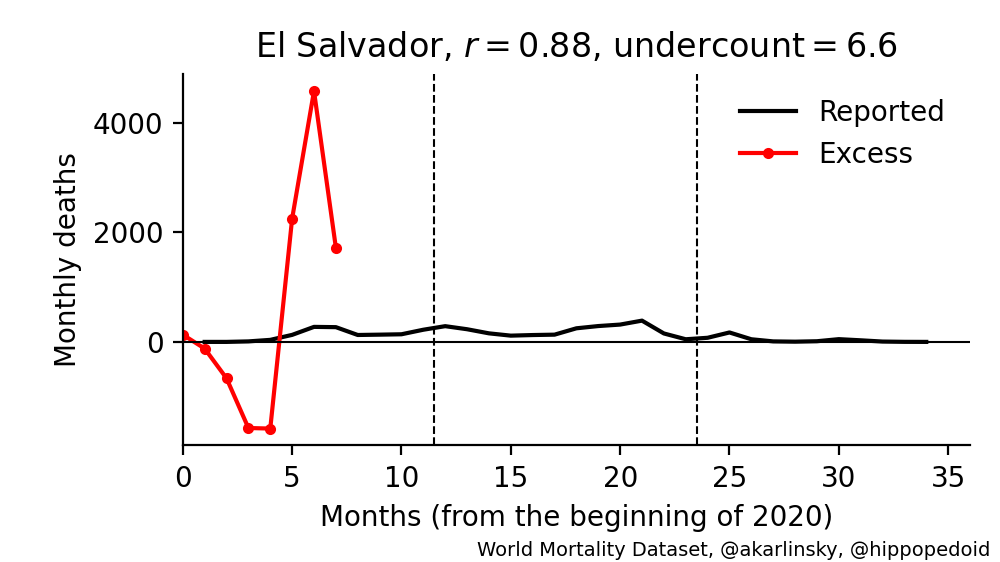 El Salvador, r = 0.88, undercount = 6.6
Reported
Excess
Monthly deaths
4000
2000
0
0 5 10 15 20 25 30 35
Months (from the beginning of 2020)
World Mortality Dataset, @akarlinsky, @hippopedoid